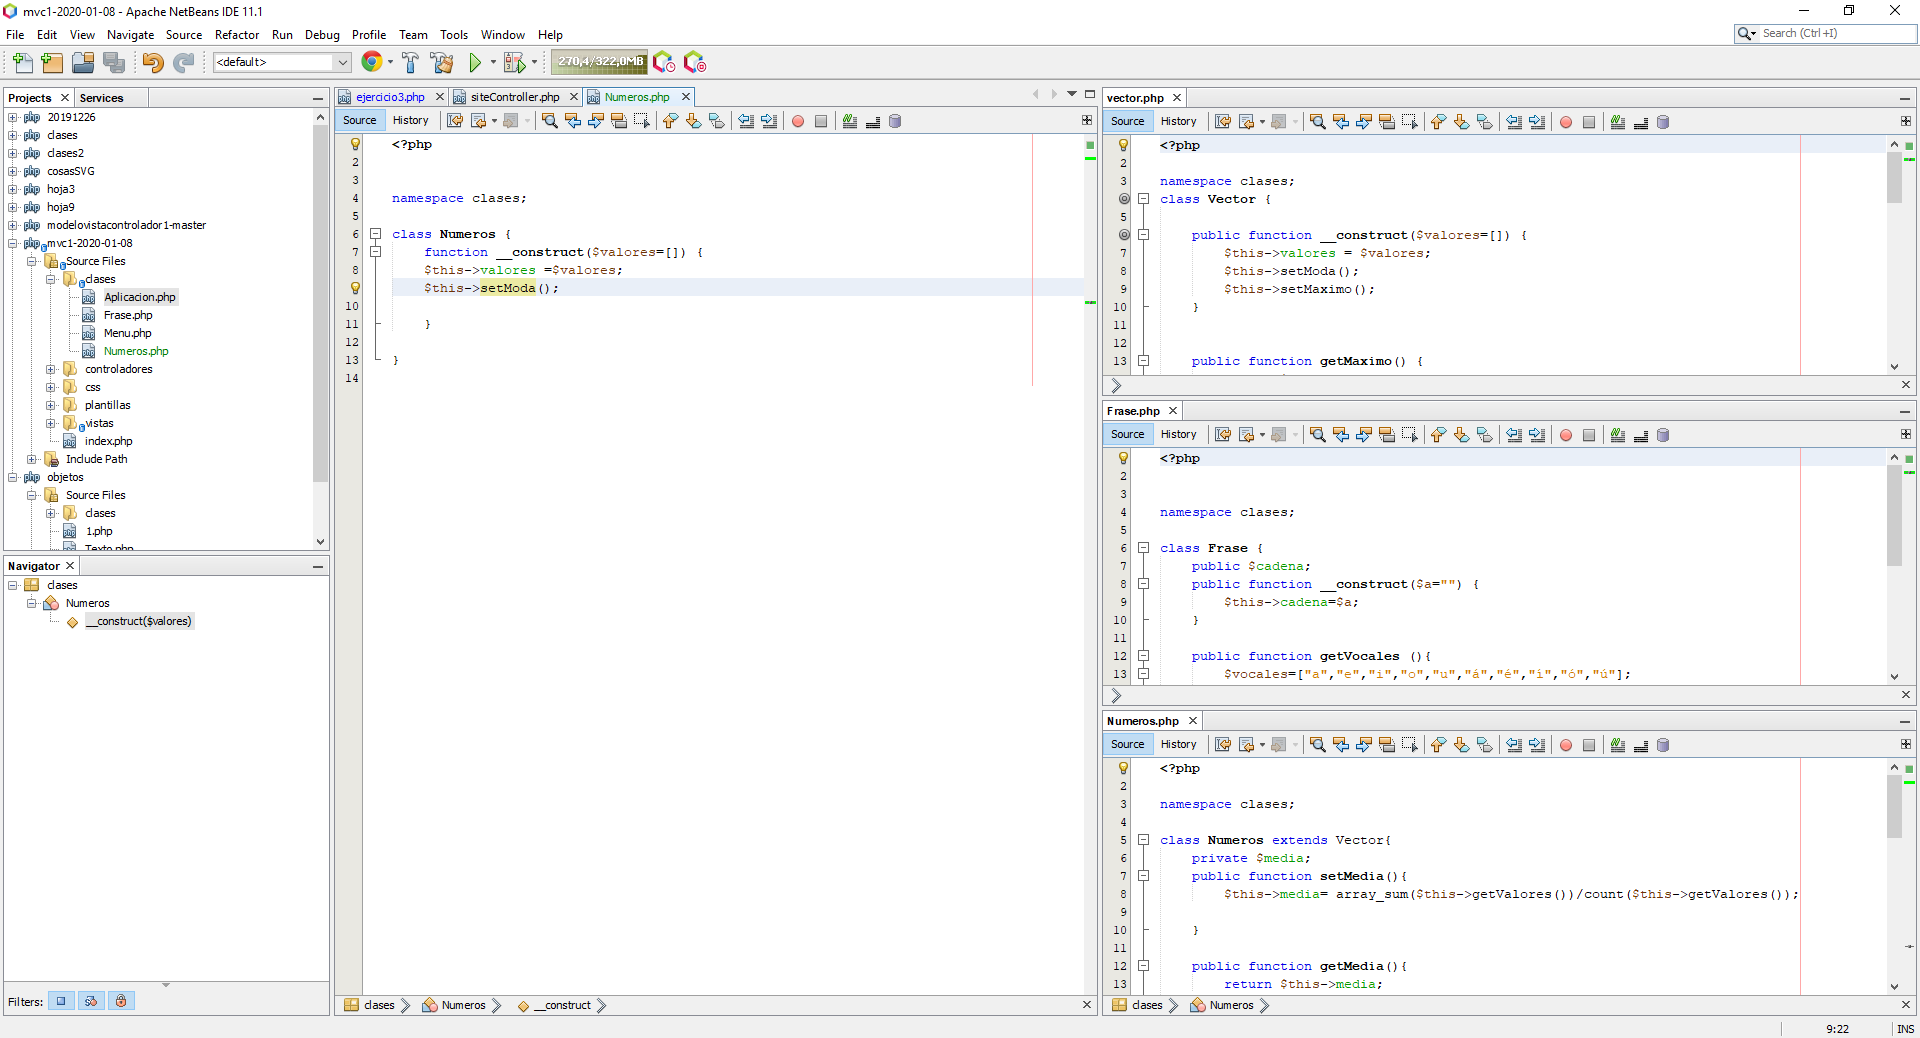 mvc1-2020-01-08 - Apache NetBeans IDE 11.1
File Edit View Navigate Source Refactor Run Debug Profile Team Tools Window Help
Search (Ctrl+I)
<default>
270,4/322,0MB
Projects Services
20191226
clases
clases2
cosasSVG
hoja3
hoja9
modelovistacontrolador1-master
mvc1-2020-01-08
Source Files
clases
Aplicacion.php
Frase.php
Menu.php
Numeros.php
controladores
css
plantillas
vistas
index.php
Include Path
objetos
Source Files
clases
1.php
Texto.php
Navigator
clases
Numeros
__construct($valores)
Filters:
ejercicio3.php siteController.php Numeros.php
Source History
<?php
2
3
4 namespace clases;
5
6 class Numeros {
7 function __construct($valores=[]) {
8 $this->valores =$valores;
$this->setModa();
10
11 }
12
13 }
14
clases Numeros __construct
vector.php
Source History
<?php
2
3 namespace clases;
class Vector {
5
public function __construct($valores=[]) {
7 $this->valores = $valores;
8 $this->setModa();
9 $this->setMaximo();
10 }
11
12
13 public function getMaximo() {
Frase.php
Source History
<?php
2
3
4 namespace clases;
5
6 class Frase {
7 public $cadena;
8 public function __construct($a="") {
9 $this->cadena=$a;
10 }
11
12 public function getVocales (){
13 $vocales=["a","e","i","o","u","á","é","í","ó","ú"];
Numeros.php
Source History
<?php
2
3 namespace clases;
4
5 class Numeros extends Vector{
6 private $media;
7 public function setMedia(){
8 $this->media= array_sum($this->getValores())/count($this->getValores());
9
10 }
11
12 public function getMedia(){
13 return $this->media;
clases Numeros
9:22 INS